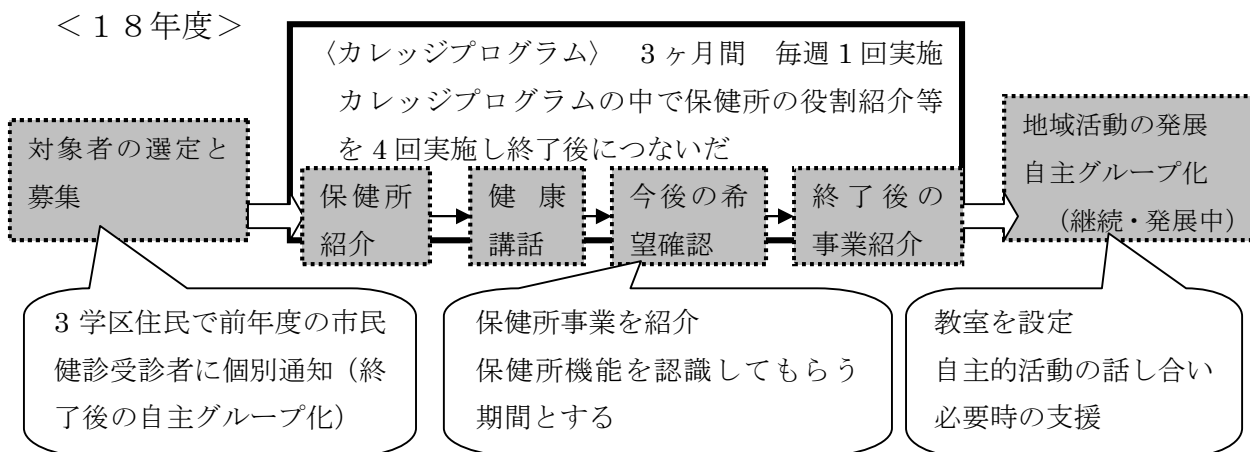 ＜１８年度＞
〈カレッジプログラム〉　3ヶ月間　毎週1回実施
カレッジプログラムの中で保健所の役割紹介等
を4回実施し終了後につないだ
対象者の選定と
募集
保健所
紹介
健康
講話
今後の希
望確認
終了後の
事業紹介
地域活動の発展
自主グループ化
（継続・発展中）
3学区住民で前年度の市民
健診受診者に個別通知（終
了後の自主グループ化）
保健所事業を紹介
保健所機能を認識してもらう
期間とする
教室を設定
自主的活動の話し合い
必要時の支援